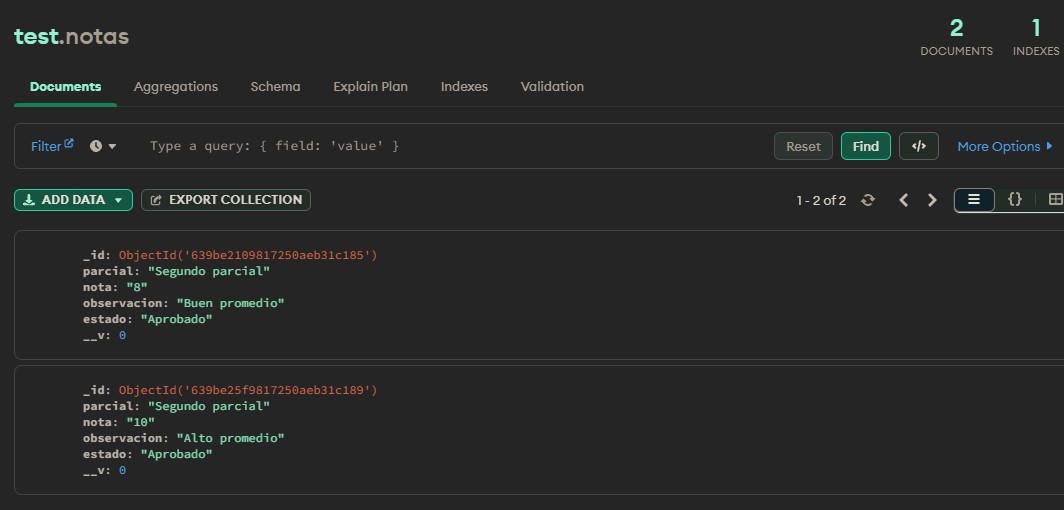 test.notas
2
DOCUMENTS
1
INDEXES
Documents Aggregations Schema Explain Plan Indexes Validation
Filter Type a query: { field: 'value' } Reset Find </> More Options
ADD DATA EXPORT COLLECTION 1 - 2 of 2 {}
_id: ObjectId('639be2109817250aeb31c185')
parcial: "Segundo parcial"
nota: "8"
observacion: "Buen promedio"
estado: "Aprobado"
__v: 0
_id: ObjectId('639be25f9817250aeb31c189')
parcial: "Segundo parcial"
nota: "10"
observacion: "Alto promedio"
estado: "Aprobado"
__v: 0